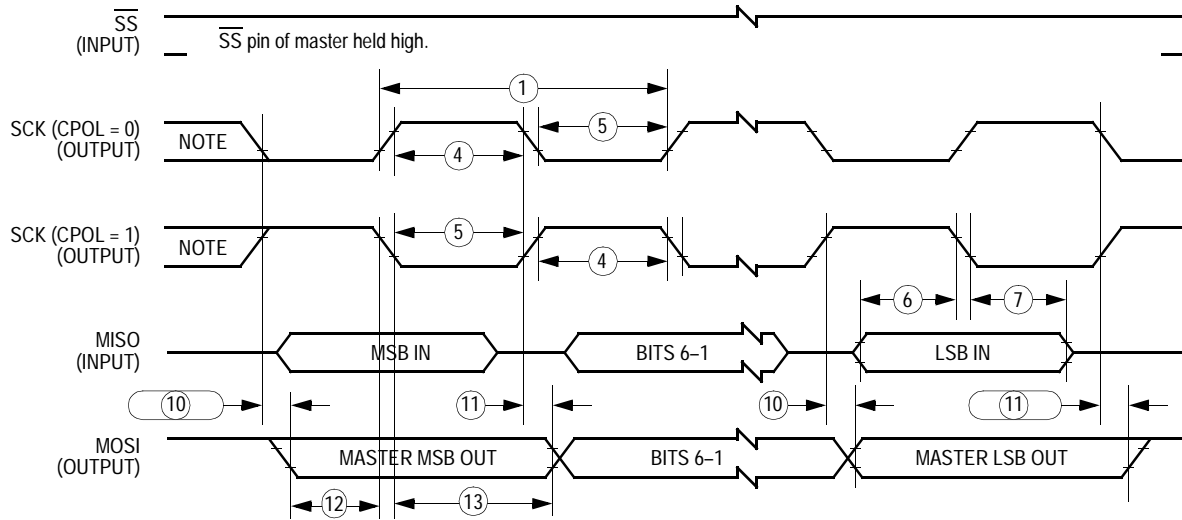 SS
(INPUT)
SS pin of master held high.
1
SCK (CPOL = 0)
(OUTPUT)
NOTE
5
4
SCK (CPOL = 1)
(OUTPUT)
NOTE
5
4
6
7
MISO
(INPUT)
MSB IN
BITS 6–1
LSB IN
10
11
10
11
MOSI
(OUTPUT)
MASTER MSB OUT
BITS 6–1
MASTER LSB OUT
12
13